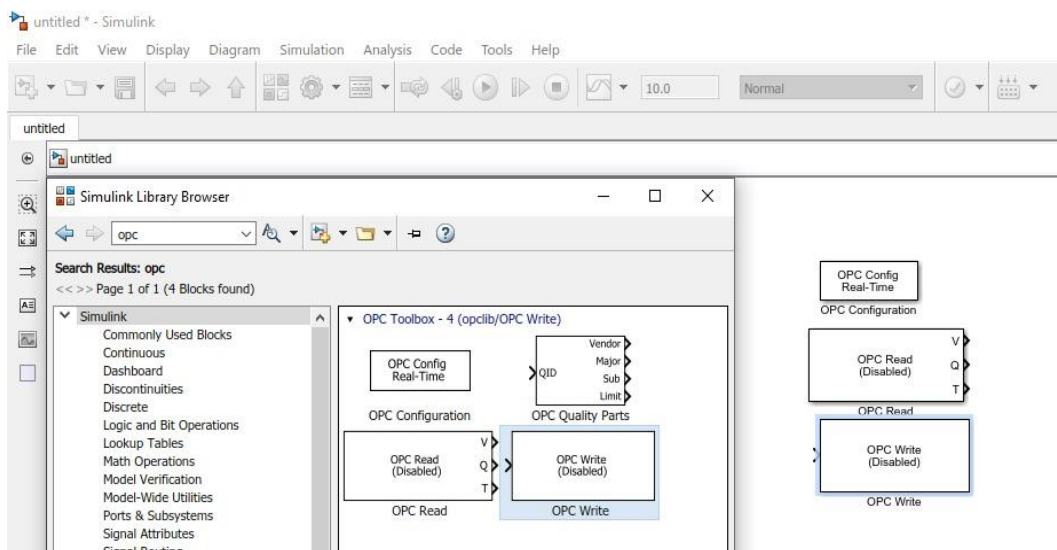 untitled * - Simulink
File Edit View Display Diagram Simulation Analysis Code Tools Help
10.0 Normal
untitled
untitled
Simulink Library Browser
opc
Search Results: opc
<< >> Page 1 of 1 (4 Blocks found)
Simulink
Commonly Used Blocks
Continuous
Dashboard
Discontinuities
Discrete
Logic and Bit Operations
Lookup Tables
Math Operations
Model Verification
Model-Wide Utilities
Ports & Subsystems
Signal Attributes
Signal Routing
OPC Toolbox - 4 (opclib/OPC Write)
OPC Config
Real-Time
OPC Configuration
QID
Vendor
Major
Sub
Limit
OPC Quality Parts
OPC Read
(Disabled)
V
Q
T
OPC Read
OPC Write
(Disabled)
OPC Write
OPC Config
Real-Time
OPC Configuration
OPC Read
(Disabled)
V
Q
T
OPC Read
OPC Write
(Disabled)
OPC Write